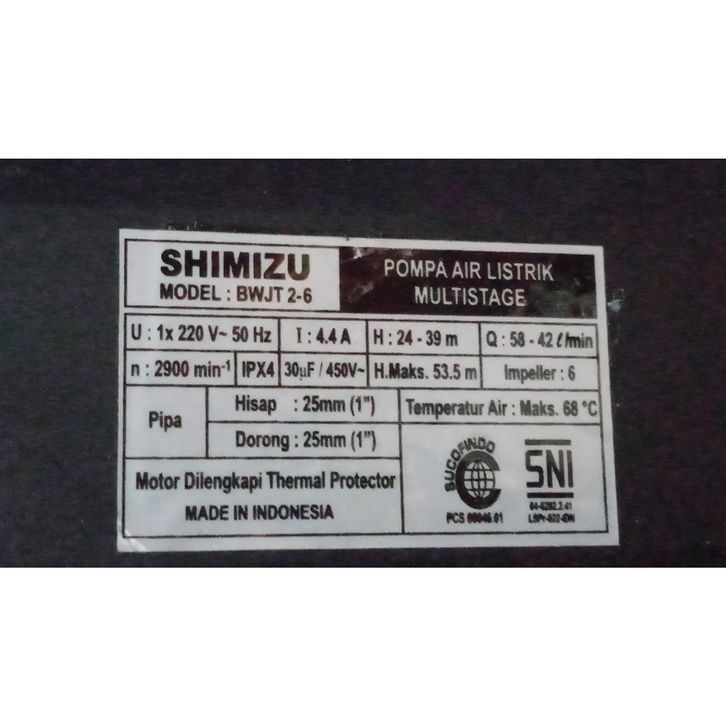 SHIMIZU
MODEL : BWJT 2-6
POMPA AIR LISTRIK
MULTISTAGE
U : 1x 220 V~ 50 Hz
I : 4.4 A
H : 24 - 39 m
Q : 58 - 42 ℓ/min
n : 2900 min⁻¹
IPX4
30µF / 450V~
H.Maks. 53.5 m
Impeller : 6
Pipa
Hisap : 25mm (1")
Dorong : 25mm (1")
Temperatur Air : Maks. 68 °C
Motor Dilengkapi Thermal Protector
MADE IN INDONESIA
SUCOFINDO
PCS
SNI